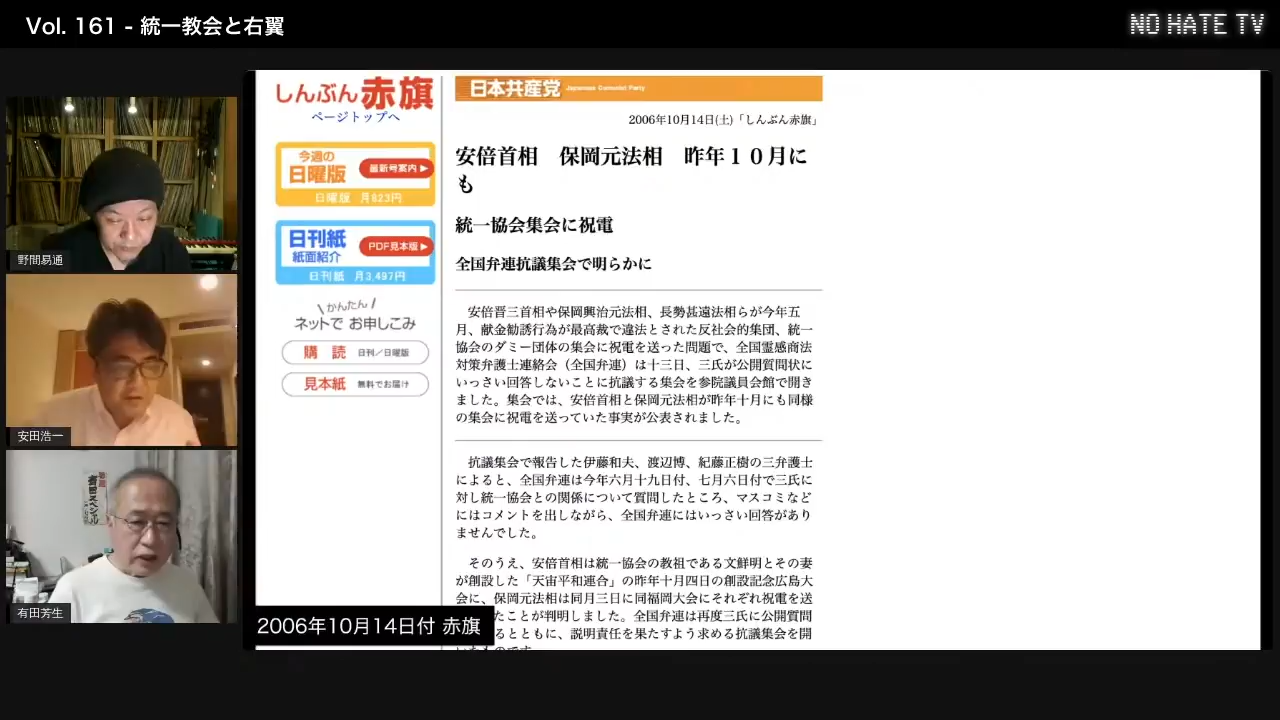 Vol. 161 - 統一教会と右翼
NO HATE TV
野間易通
安田浩一
有田スペシャル
有田芳生
しんぶん赤旗
ページトップへ
今週の
日曜版
最新号案内▶
日曜版 月823円
日刊紙
紙面紹介
PDF見本版▶
日刊紙 月3,497円
\かんたん/
ネットで お申しこみ
購 読 日刊/日曜版
見本紙 無料でお届け
日本共産党 Japanese Comunist Party
2006年10月14日(土)「しんぶん赤旗」
安倍首相 保岡元法相 昨年10月に
も
統一協会集会に祝電
全国弁連抗議集会で明らかに
安倍晋三首相や保岡興治元法相、長勢甚遠法相らが今年五
月、献金勧誘行為が最高裁で違法とされた反社会的集団、統一
協会のダミー団体の集会に祝電を送った問題で、全国霊感商法
対策弁護士連絡会（全国弁連）は十三日、三氏が公開質問状に
いっさい回答しないことに抗議する集会を参院議員会館で開き
ました。集会では、安倍首相と保岡元法相が昨年十月にも同様
の集会に祝電を送っていた事実が公表されました。
抗議集会で報告した伊藤和夫、渡辺博、紀藤正樹の三弁護士
によると、全国弁連は今年六月十九日付、七月六日付で三氏に
対し統一協会との関係について質問したところ、マスコミなど
にはコメントを出しながら、全国弁連にはいっさい回答があり
ませんでした。
そのうえ、安倍首相は統一協会の教祖である文鮮明とその妻
が創設した「天宙平和連合」の昨年十月四日の創設記念広島大
会に、保岡元法相は同月三日に同福岡大会にそれぞれ祝電を送
たことが判明しました。全国弁連は再度三氏に公開質問
るとともに、説明責任を果たすよう求める抗議集会を開
2006年10月14日付 赤旗